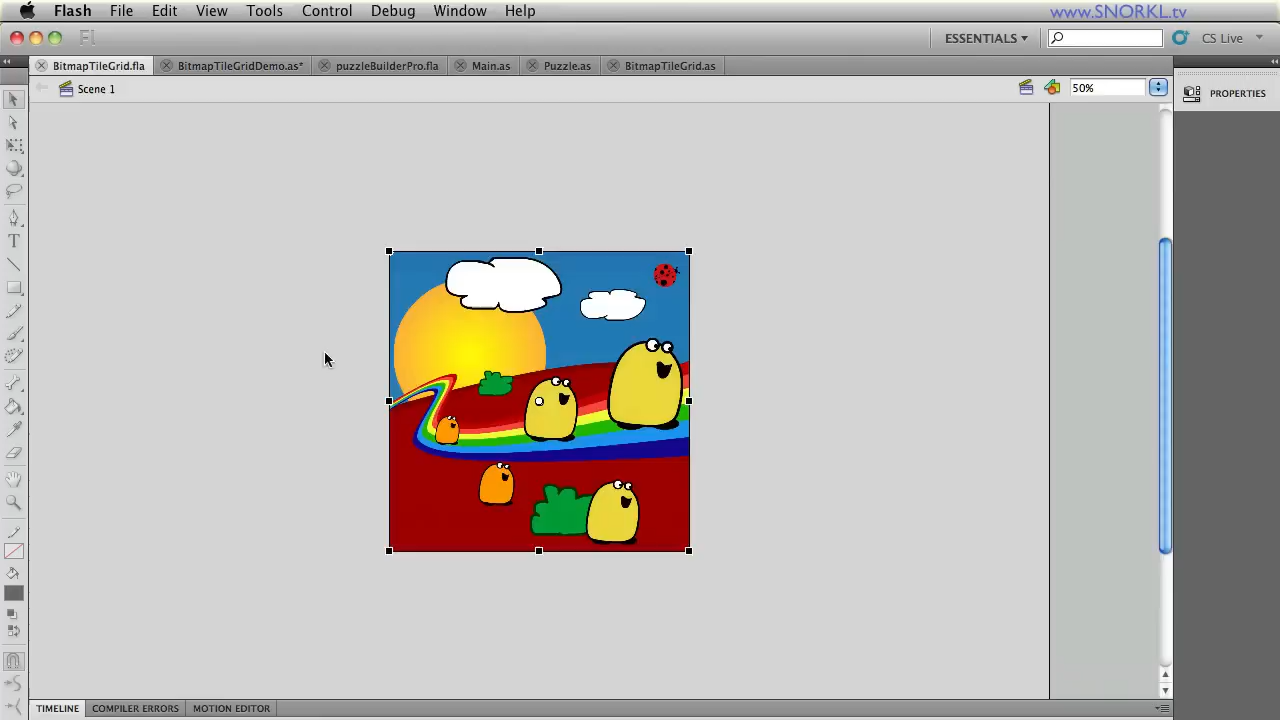 Flash File Edit View Tools Control Debug Window Help www.SNORKL.tv
Fl ESSENTIALS CS Live
BitmapTileGrid.fla BitmapTileGridDemo.as* puzzleBuilderPro.fla Main.as Puzzle.as BitmapTileGrid.as
Scene 1 50% PROPERTIES
T
TIMELINE COMPILER ERRORS MOTION EDITOR